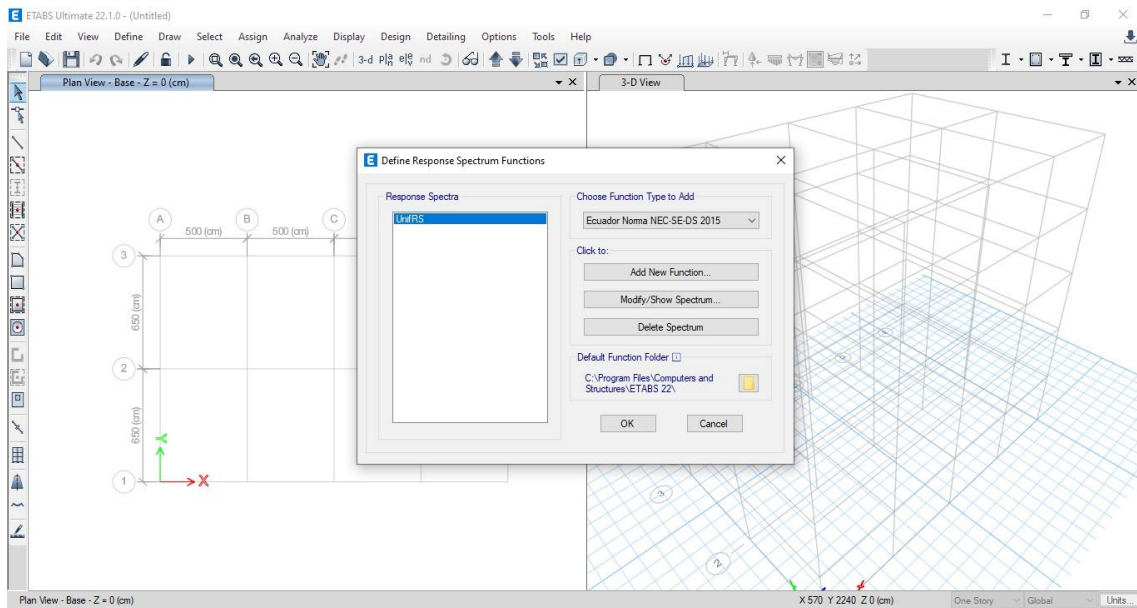 ETABS Ultimate 22.1.0 - (Untitled)
File Edit View Define Draw Select Assign Analyze Display Design Detailing Options Tools Help
3-d nd
Plan View - Base - Z = 0 (cm)
3-D View
A B C
500 (cm) 500 (cm)
3
650 (cm)
2
650 (cm)
Y
1
X
Define Response Spectrum Functions
Response Spectra
UnifRS
Choose Function Type to Add
Ecuador Norma NEC-SE-DS 2015
Click to:
Add New Function...
Modify/Show Spectrum...
Delete Spectrum
Default Function Folder
C:\Program Files\Computers and
Structures\ETABS 22\
OK Cancel
3
2
Plan View - Base - Z = 0 (cm)
X 570 Y 2240 Z 0 (cm)
One Story Global Units...